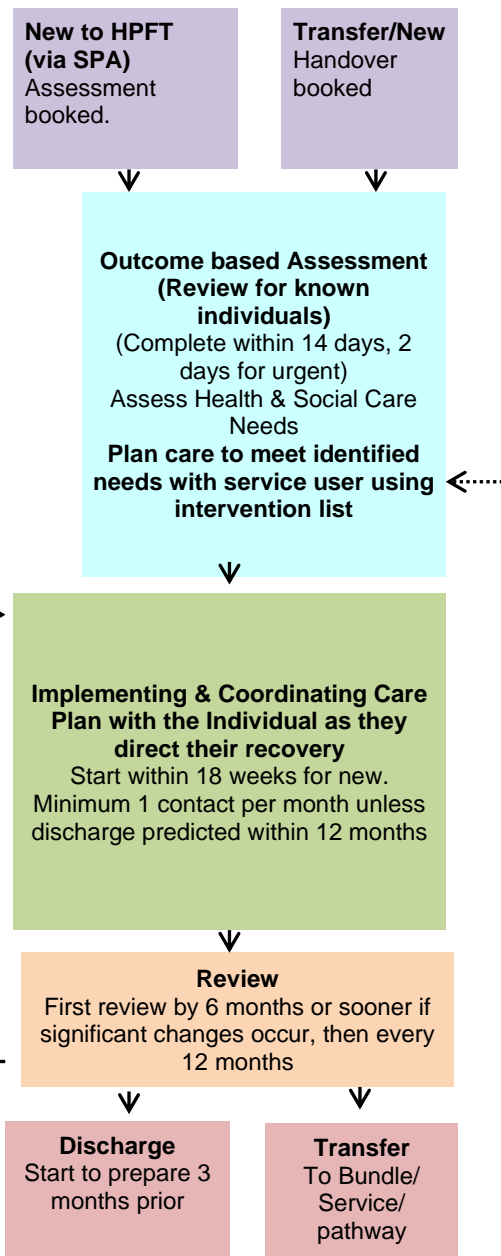 New to HPFT
(via SPA)
Assessment
booked.
Transfer/New
Handover
booked
Outcome based Assessment
(Review for known
individuals)
(Complete within 14 days, 2
days for urgent)
Assess Health & Social Care
Needs
Plan care to meet identified
needs with service user using
intervention list
Implementing & Coordinating Care
Plan with the Individual as they
direct their recovery
Start within 18 weeks for new.
Minimum 1 contact per month unless
discharge predicted within 12 months
Review
First review by 6 months or sooner if
significant changes occur, then every
12 months
Discharge
Start to prepare 3
months prior
Transfer
To Bundle/
Service/
pathway